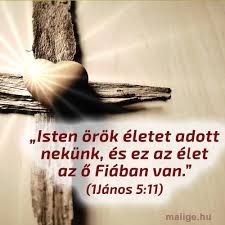 „Isten örök életet adott
nekünk, és ez az élet
az ő Fiában van.”
(1János 5:11)
maiige.hu